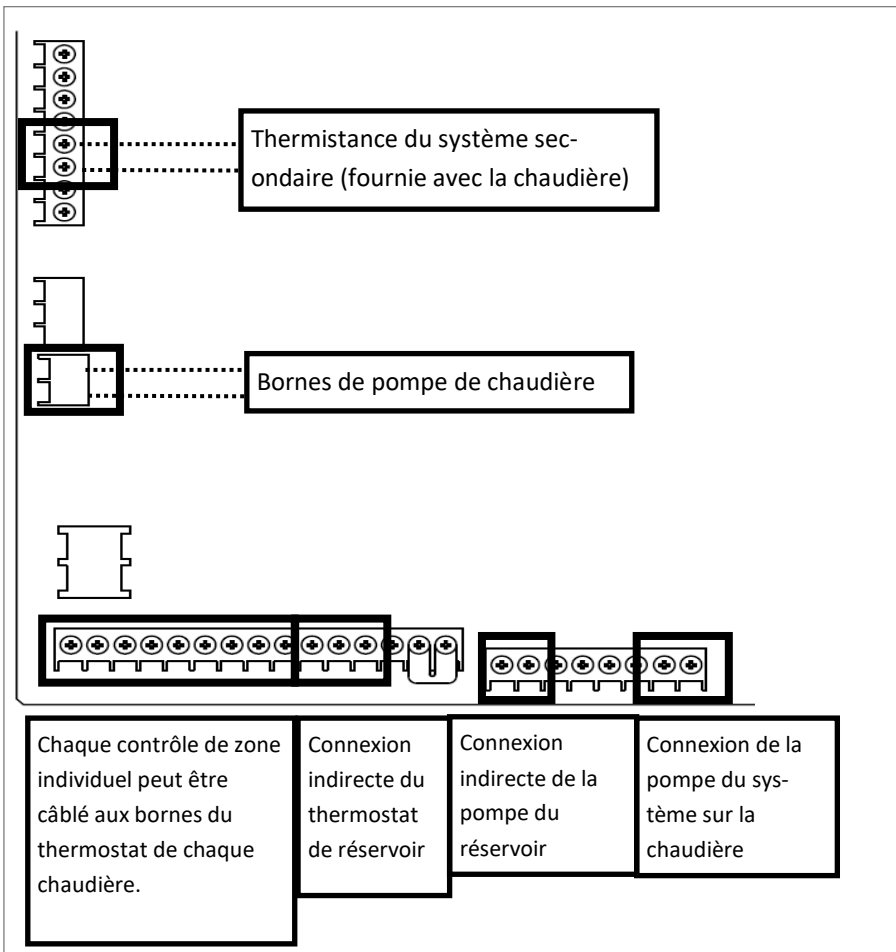 Thermistance du système sec-
ondaire (fournie avec la chaudière)
Bornes de pompe de chaudière
Chaque contrôle de zone
individuel peut être
câblé aux bornes du
thermostat de chaque
chaudière.
Connexion
indirecte du
thermostat
de réservoir
Connexion
indirecte de la
pompe du
réservoir
Connexion de la
pompe du sys-
tème sur la
chaudière